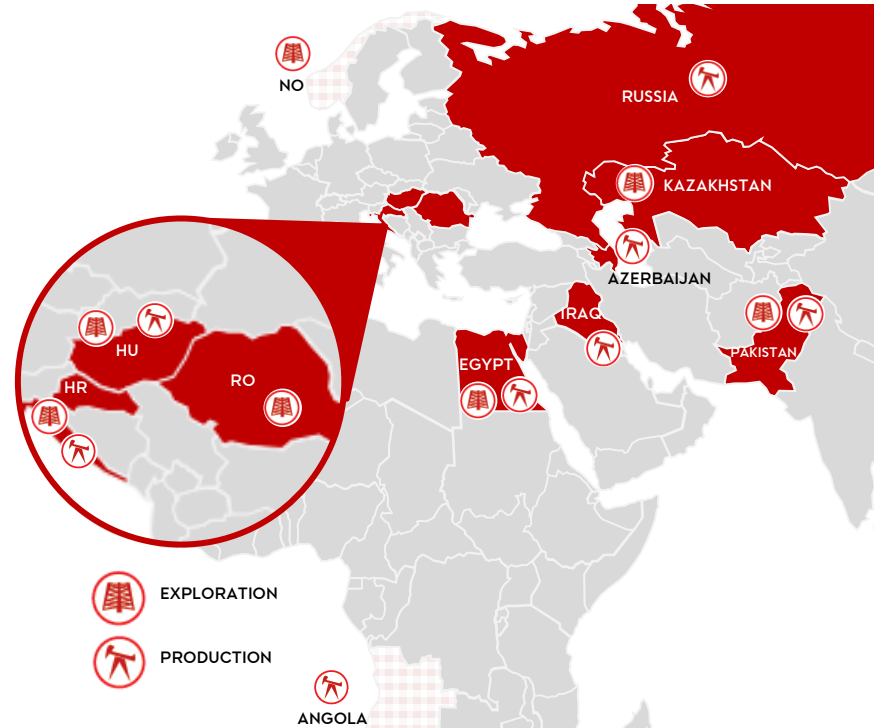 NO
RUSSIA
KAZAKHSTAN
AZERBAIJAN
IRAQ
PAKISTAN
EGYPT
HU
RO
HR
EXPLORATION
PRODUCTION
ANGOLA